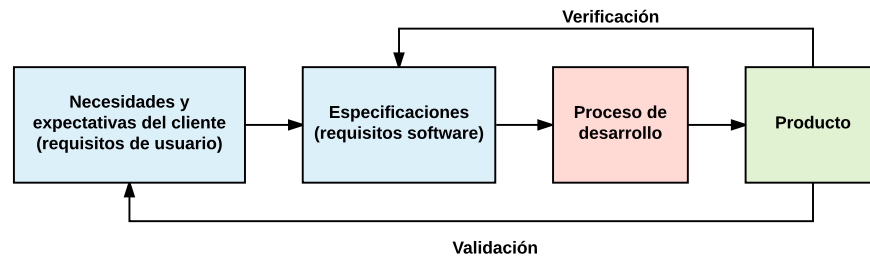 Verificación
Necesidades y
expectativas del cliente
(requisitos de usuario)
Especificaciones
(requisitos software)
Proceso de
desarrollo
Producto
Validación